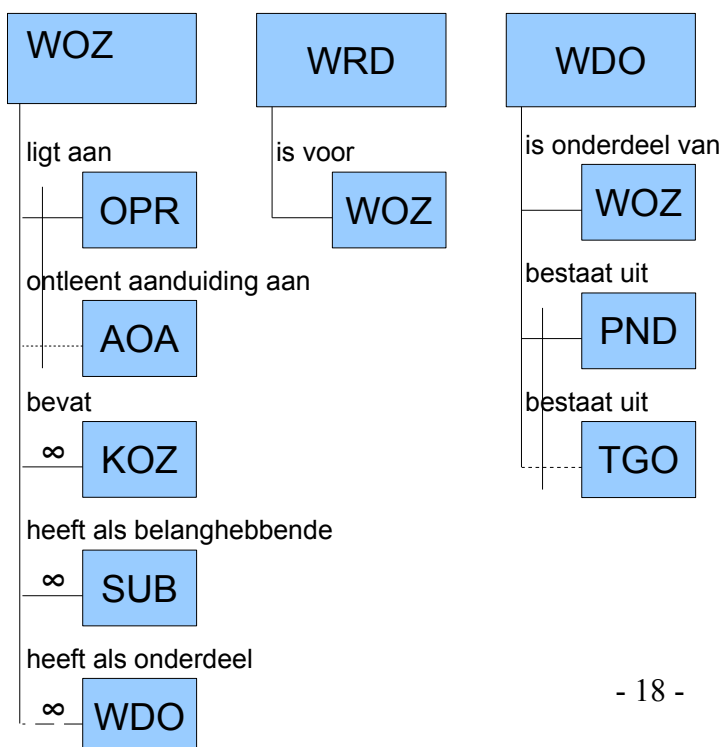 WOZ
ligt aan
OPR
ontleent aanduiding aan
AOA
bevat
∞
KOZ
heeft als belanghebbende
∞
SUB
heeft als onderdeel
∞
WDO
WRD
is voor
WOZ
WDO
is onderdeel van
WOZ
bestaat uit
PND
bestaat uit
TGO
- 18 -